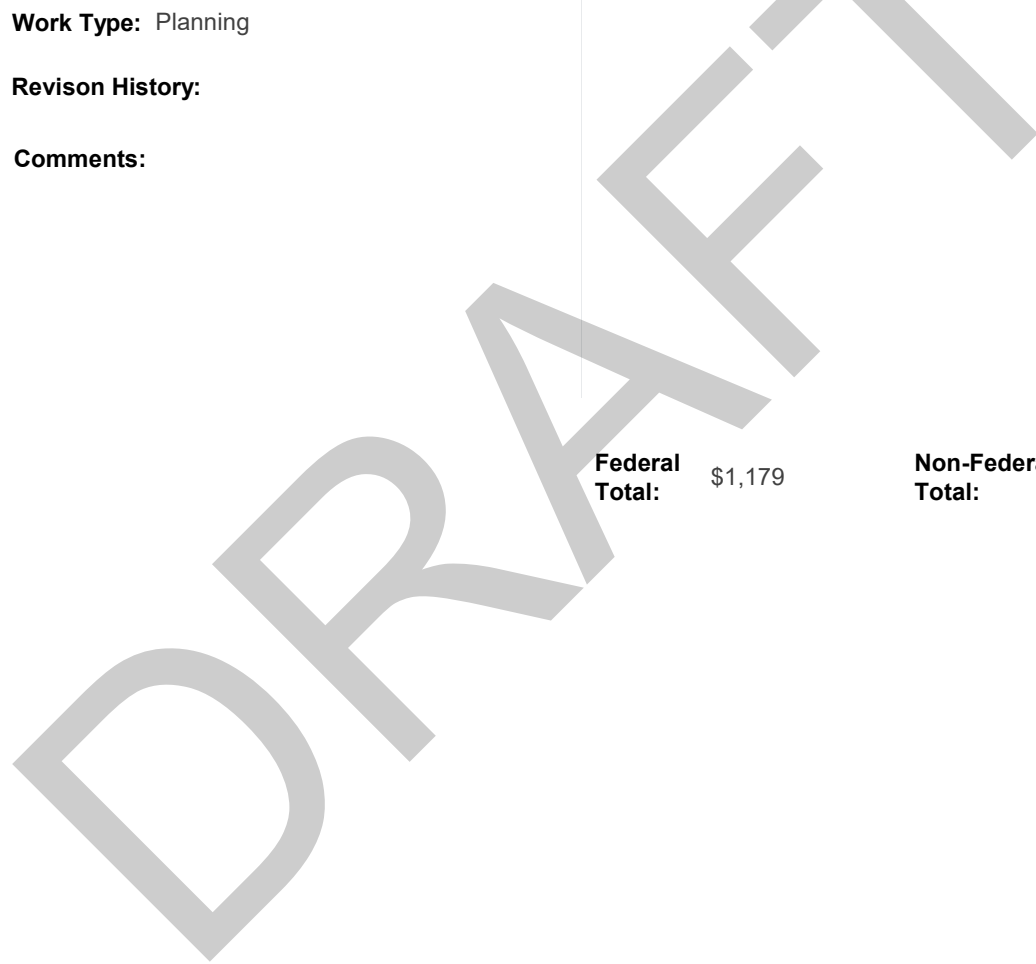 Work Type: Planning
Revison History:
Comments:
Federal Total: $1,179
Non-Federa
Total:
DRAFT